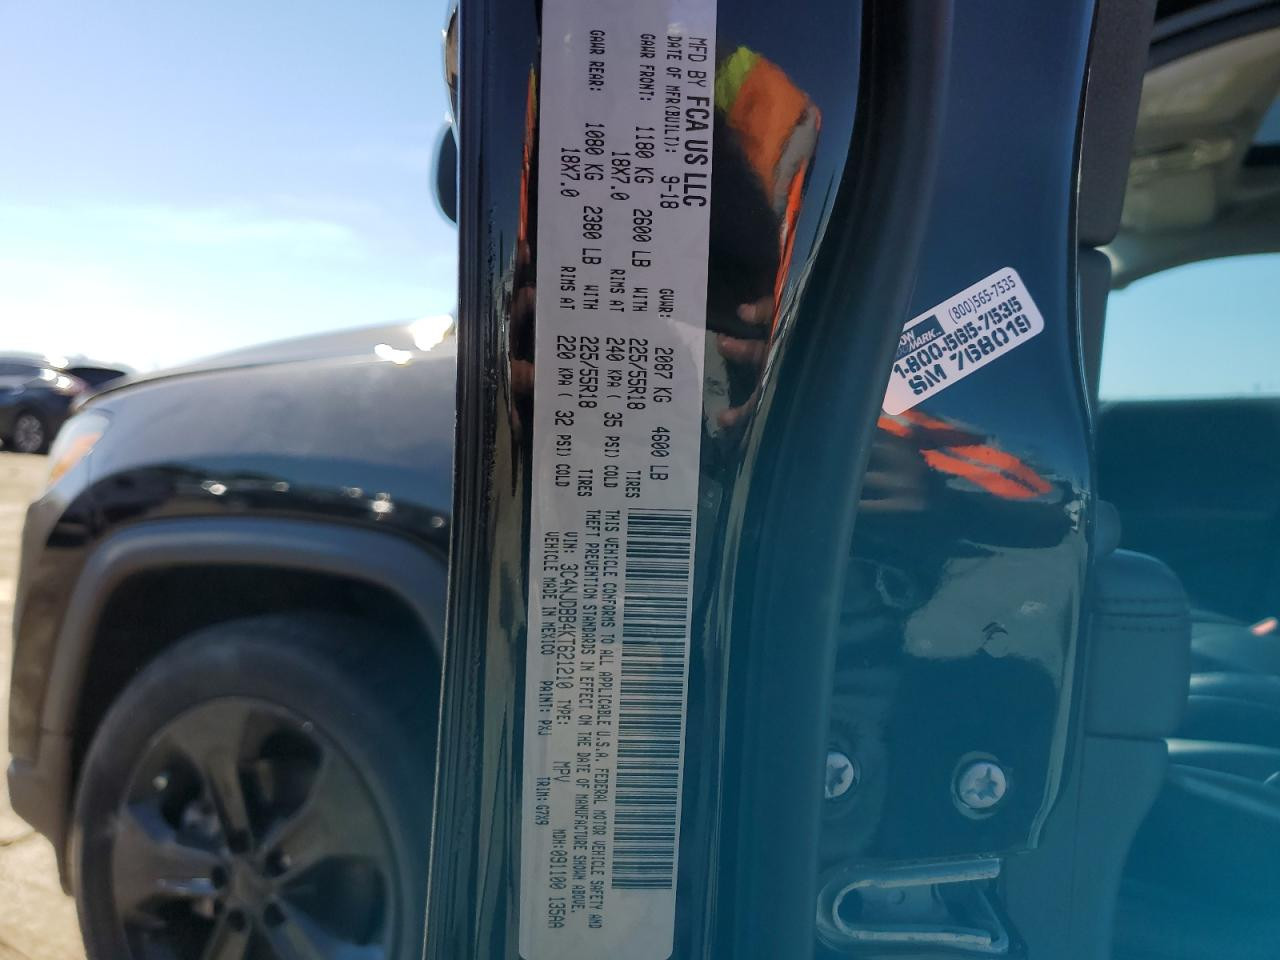 MFD BY FCA US LLC
DATE OF MFR(BUILT): 9-18 GVWR: 2087 KG 4600 LB
GAWR FRONT: 1180 KG 2600 LB WITH 225/55R18 TIRES
18X7.0 RIMS AT 240 KPA ( 35 PSI) COLD
GAWR REAR: 1080 KG 2380 LB WITH 225/55R18 TIRES
18X7.0 RIMS AT 220 KPA ( 32 PSI) COLD
THIS VEHICLE CONFORMS TO ALL APPLICABLE U.S.A. FEDERAL MOTOR VEHICLE SAFETY AND
THEFT PREVENTION STANDARDS IN EFFECT ON THE DATE OF MANUFACTURE SHOWN ABOVE.
VIN: 3C4NJDBB4KT621210 TYPE: MPV MDH:091100 135AA
VEHICLE MADE IN MEXICO PAINT: PXJ TRIM:G7X9
(800)565-7535
1-800-565-7535
SM 768019